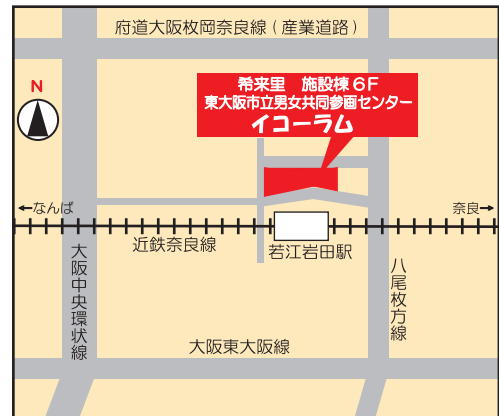 府道大阪枚岡奈良線(産業道路)
N
希来里 施設棟6F
東大阪市立男女共同参画センター
イコーラム
←なんば
奈良→
近鉄奈良線
若江岩田駅
大阪中央環状線
八尾枚方線
大阪東大阪線